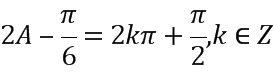 2A − π/6 = 2kπ + π/2, k ∈ Z